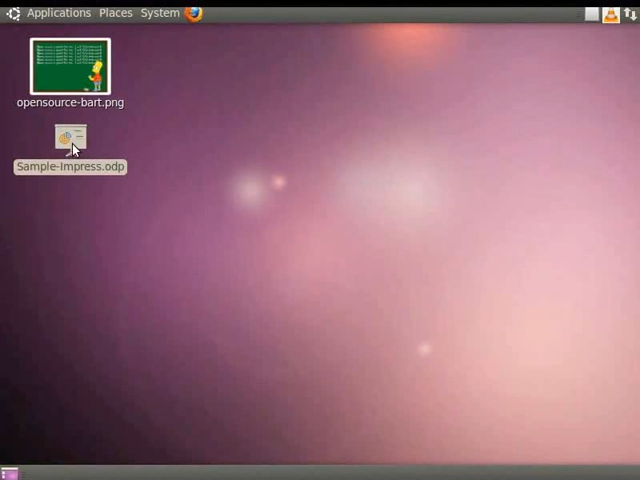 Applications Places System
opensource-bart.png
Sample-Impress.odp